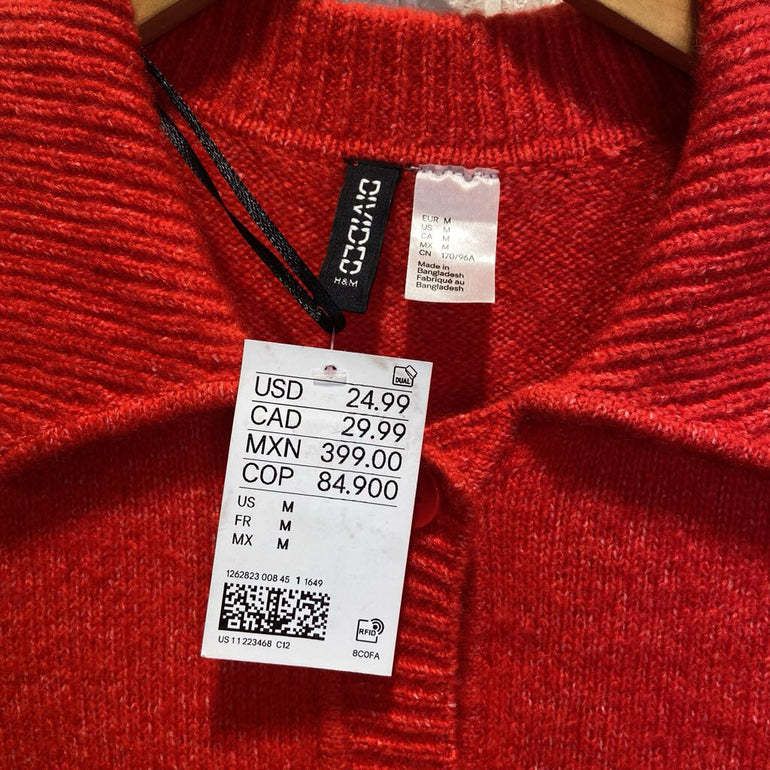 DIVIDED
H&M
EUR M
US M
CA M
MX M
CN 170/96A
Made in
Bangladesh
Fabriqué au
Bangladesh
DUAL
USD 24.99
CAD 29.99
MXN 399.00
COP 84.900
US M
FR M
MX M
1262823 008 45 1 1649
US 11 223468 C12
RFID
8C0FA